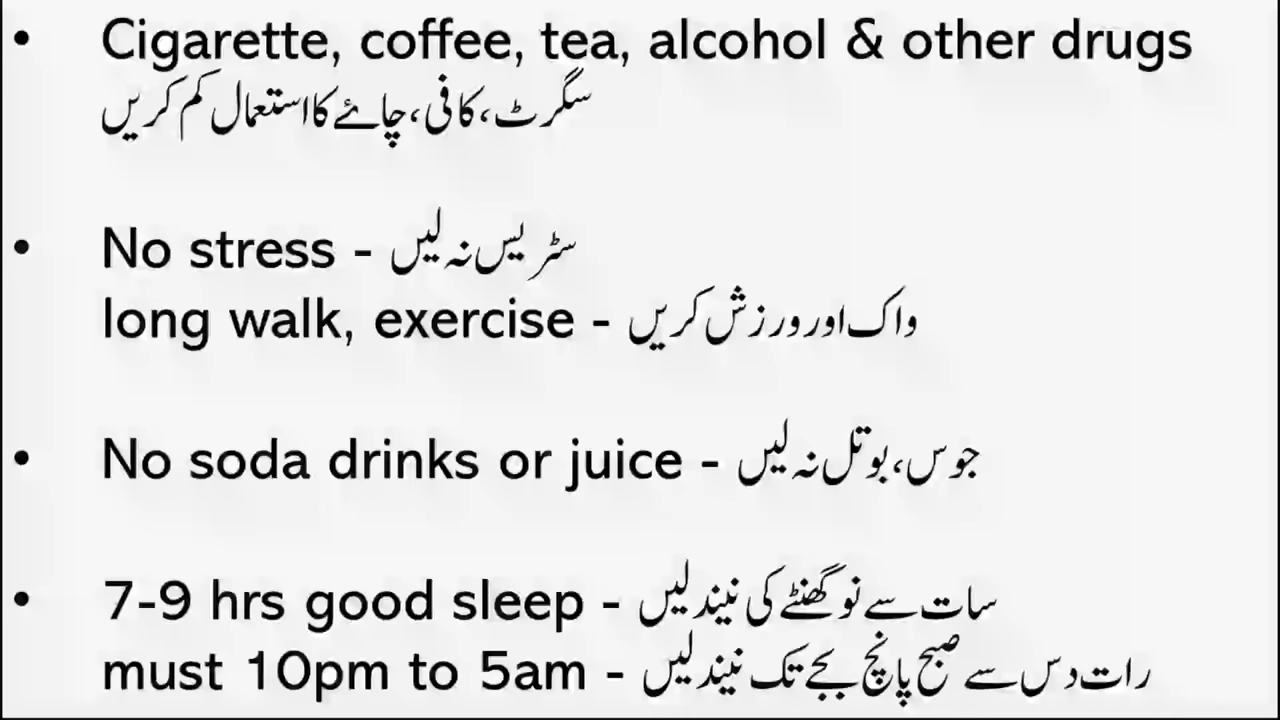 • Cigarette, coffee, tea, alcohol & other drugs
سگرٹ، کافی، چائے کا استعمال کم کریں
• No stress - سٹریس نہ لیں
long walk, exercise - واک اور ورزش کریں
• No soda drinks or juice - جوس، بوتل نہ لیں
• 7-9 hrs good sleep - سات سے نو گھنٹے کی نیند لیں
must 10pm to 5am - رات دس سے صبح پانچ بجے تک نیند لیں